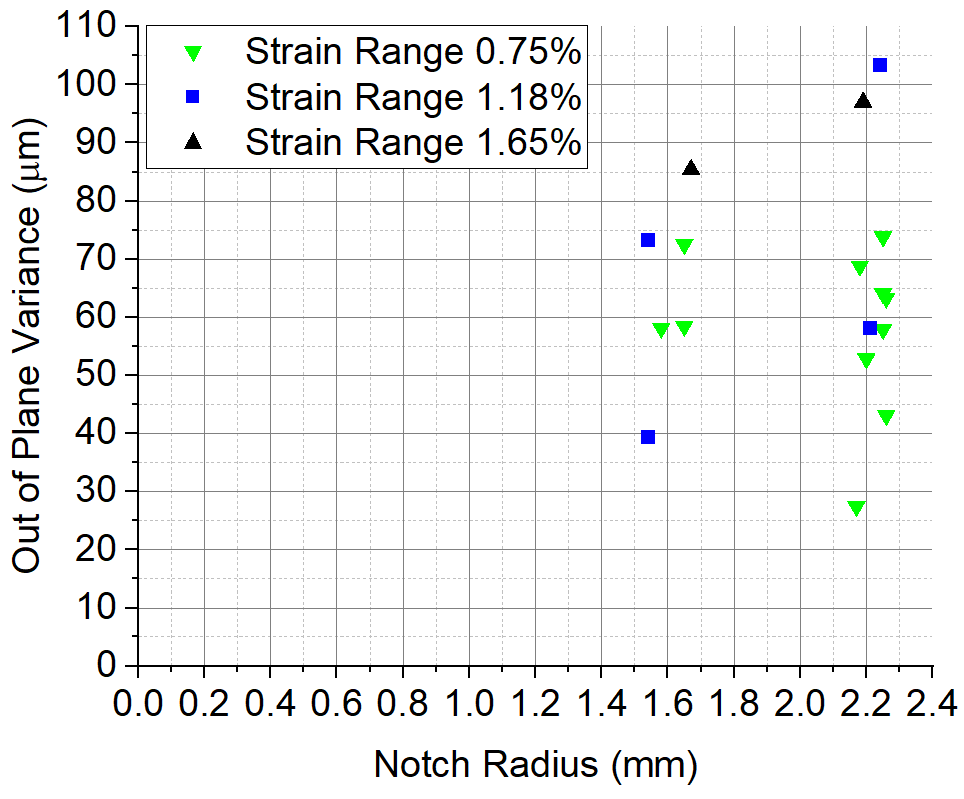 Strain Range 0.75%
Strain Range 1.18%
Strain Range 1.65%
110
100
90
80
70
60
50
40
30
20
10
0
Out of Plane Variance (μm)
0.0 0.2 0.4 0.6 0.8 1.0 1.2 1.4 1.6 1.8 2.0 2.2 2.4
Notch Radius (mm)